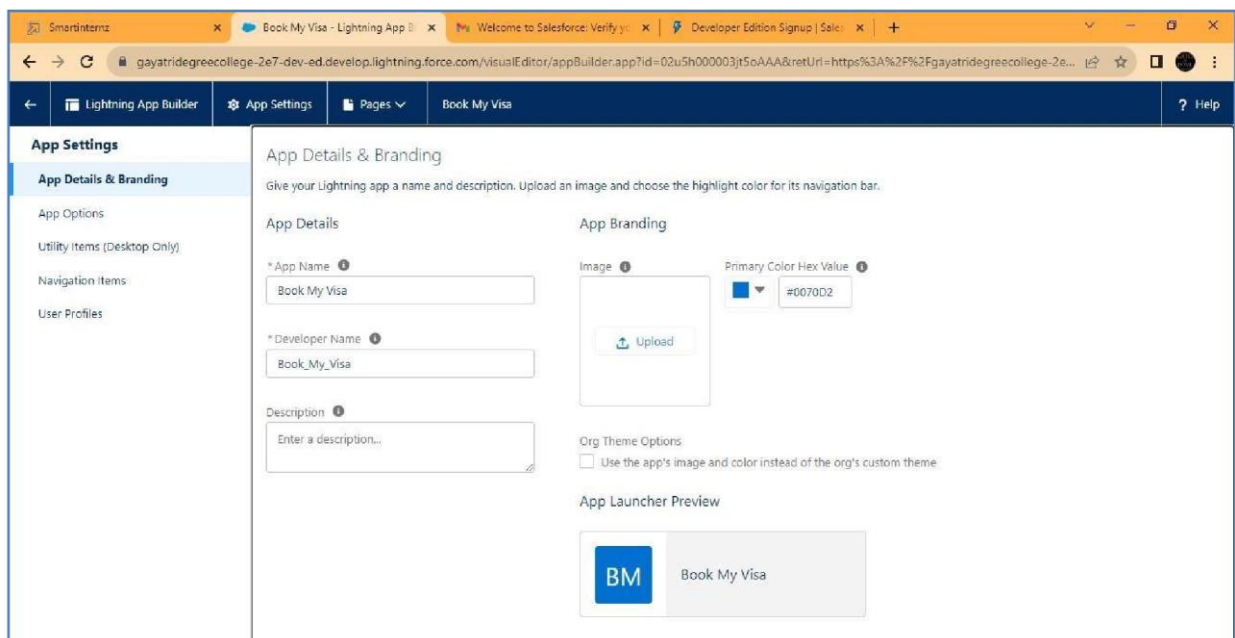 Smartinternz
Book My Visa - Lightning App B
Welcome to Salesforce: Verify yo
Developer Edition Signup | Sales
gayatridegreecollege-2e7-dev-ed.develop.lightning.force.com/visualEditor/appBuilder.app?id=02u5h000003jt5oAAA&retUrl=https%3A%2F%2Fgayatridegreecollege-2e...
Lightning App Builder
App Settings
Pages
Book My Visa
? Help
App Settings
App Details & Branding
App Options
Utility Items (Desktop Only)
Navigation Items
User Profiles
App Details & Branding
Give your Lightning app a name and description. Upload an image and choose the highlight color for its navigation bar.
App Details
*App Name
Book My Visa
*Developer Name
Book_My_Visa
Description
Enter a description...
App Branding
Image
Upload
Primary Color Hex Value
#0070D2
Org Theme Options
Use the app's image and color instead of the org's custom theme
App Launcher Preview
BM
Book My Visa